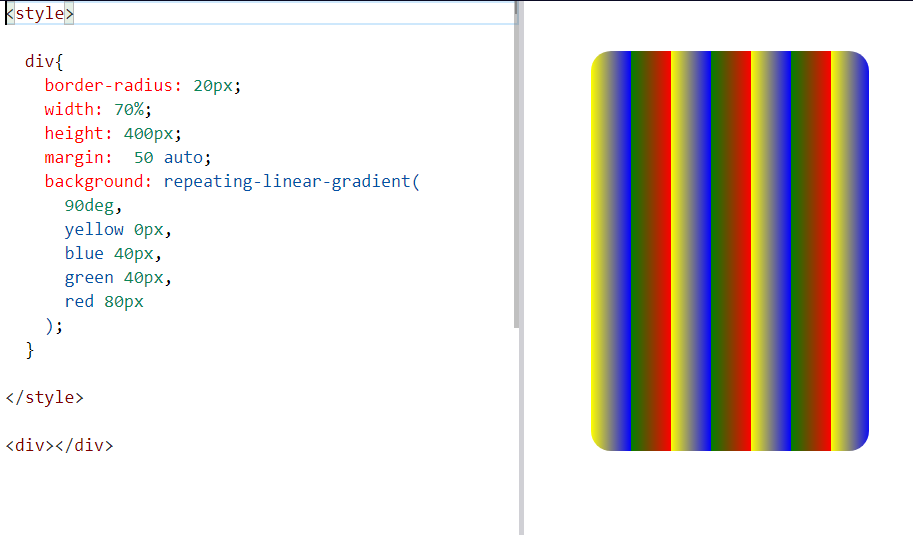 <style>
div{
border-radius: 20px;
width: 70%;
height: 400px;
margin:  50 auto;
background: repeating-linear-gradient(
90deg,
yellow 0px,
blue 40px,
green 40px,
red 80px
);
}
</style>
<div></div>